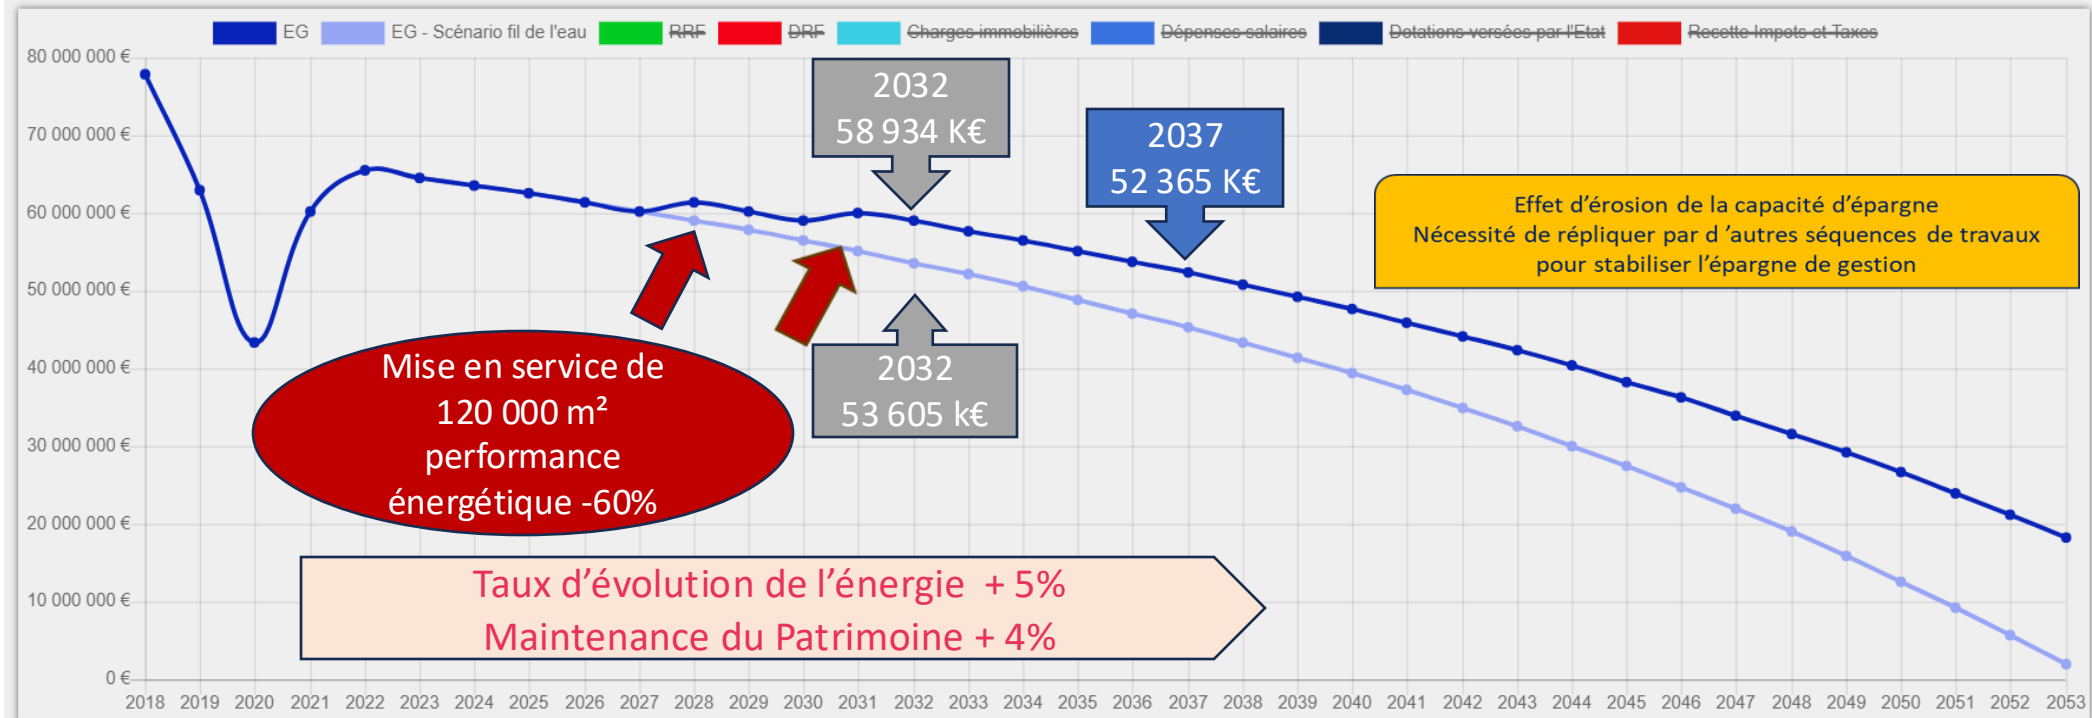 EG
EG - Scénario fil de l'eau
RRF
DRF
Charges immobilières
Dépenses salaires
Dotations versées par l'Etat
Recette Impots et Taxes
80 000 000 €
70 000 000 €
60 000 000 €
50 000 000 €
40 000 000 €
30 000 000 €
20 000 000 €
10 000 000 €
0 €
2032
58 934 K€
2037
52 365 K€
Effet d’érosion de la capacité d’épargne
Nécessité de répliquer par d ’autres séquences de travaux
pour stabiliser l’épargne de gestion
Mise en service de
120 000 m²
performance
énergétique -60%
2032
53 605 k€
Taux d’évolution de l’énergie + 5%
Maintenance du Patrimoine + 4%
2018 2019 2020 2021 2022 2023 2024 2025 2026 2027 2028 2029 2030 2031 2032 2033 2034 2035 2036 2037 2038 2039 2040 2041 2042 2043 2044 2045 2046 2047 2048 2049 2050 2051 2052 2053